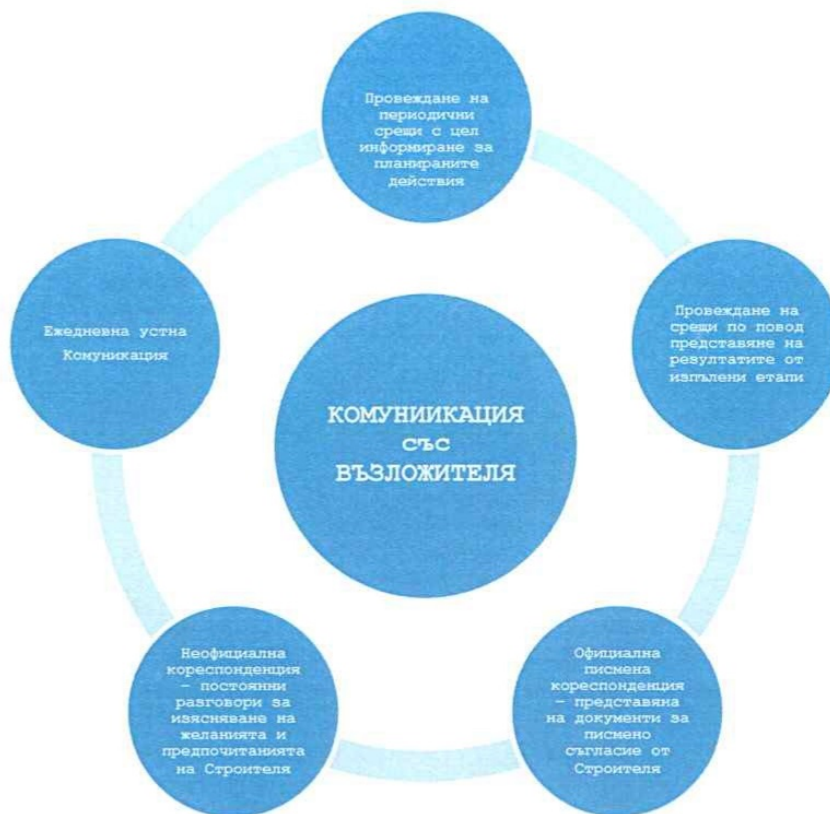 Провеждане на
периодични
срещи с цел
информиране за
планираните
действия
Ежедневна устна
Комуникация
Провеждане на
срещи по повод
представяне на
резултатите от
изпълени етапи
КОМУНИИКАЦИЯ
със
ВЪЗЛОЖИТЕЛЯ
Неофициална
кореспонденция
– постоянни
разговори за
изясняване на
желанията и
предпочитанията
на Строителя
Официална
писмена
кореспонденция
– представяна
на документи за
писмено
съгласие от
Строителя